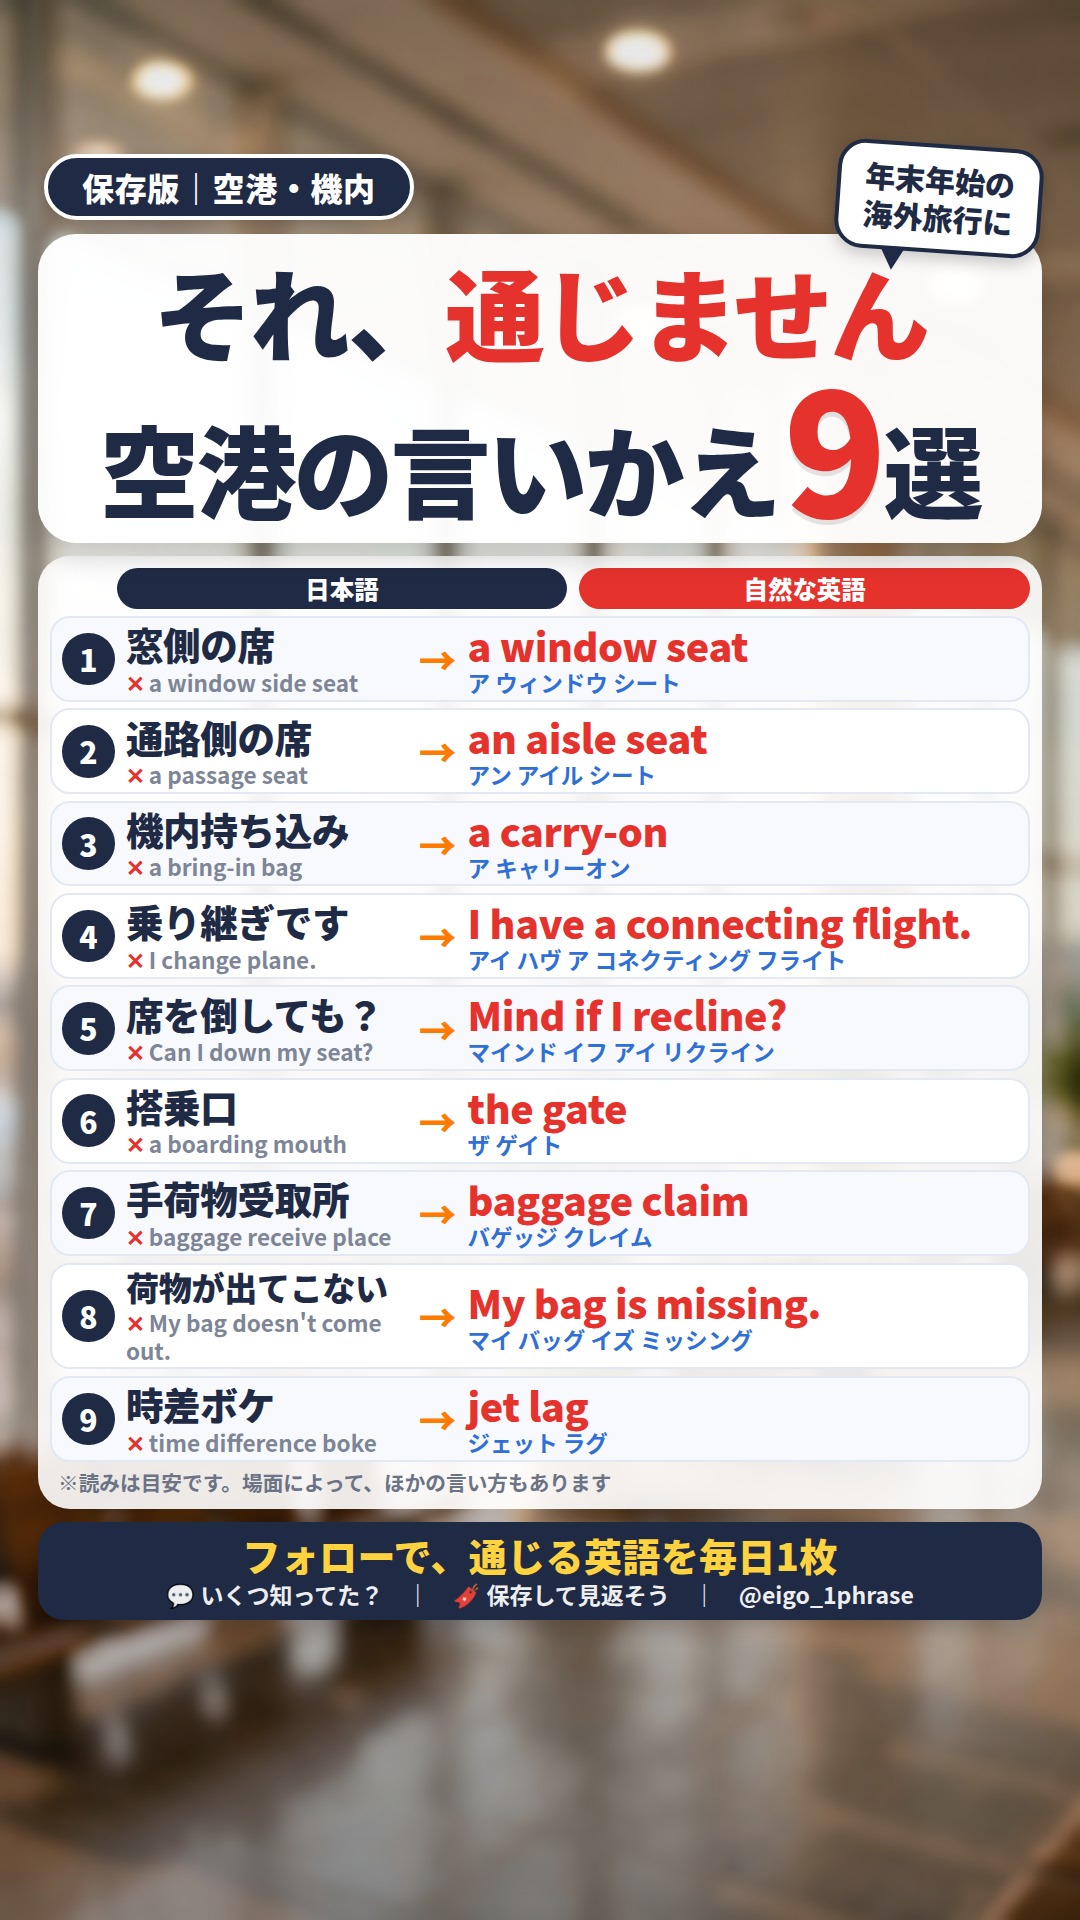 保存版｜空港・機内
年末年始の
海外旅行に
それ、通じません
空港の言いかえ9選
日本語
自然な英語
1
窓側の席
× a window side seat
→
a window seat
ア ウィンドウ シート
2
通路側の席
× a passage seat
→
an aisle seat
アン アイル シート
3
機内持ち込み
× a bring-in bag
→
a carry-on
ア キャリーオン
4
乗り継ぎです
× I change plane.
→
I have a connecting flight.
アイ ハヴ ア コネクティング フライト
5
席を倒しても？
× Can I down my seat?
→
Mind if I recline?
マインド イフ アイ リクライン
6
搭乗口
× a boarding mouth
→
the gate
ザ ゲイト
7
手荷物受取所
× baggage receive place
→
baggage claim
バゲッジ クレイム
8
荷物が出てこない
× My bag doesn't come
out.
→
My bag is missing.
マイ バッグ イズ ミッシング
9
時差ボケ
× time difference boke
→
jet lag
ジェット ラグ
※読みは目安です。場面によって、ほかの言い方もあります
フォローで、通じる英語を毎日1枚
💬 いくつ知ってた？ ｜ 🔖 保存して見返そう ｜ @eigo_1phrase